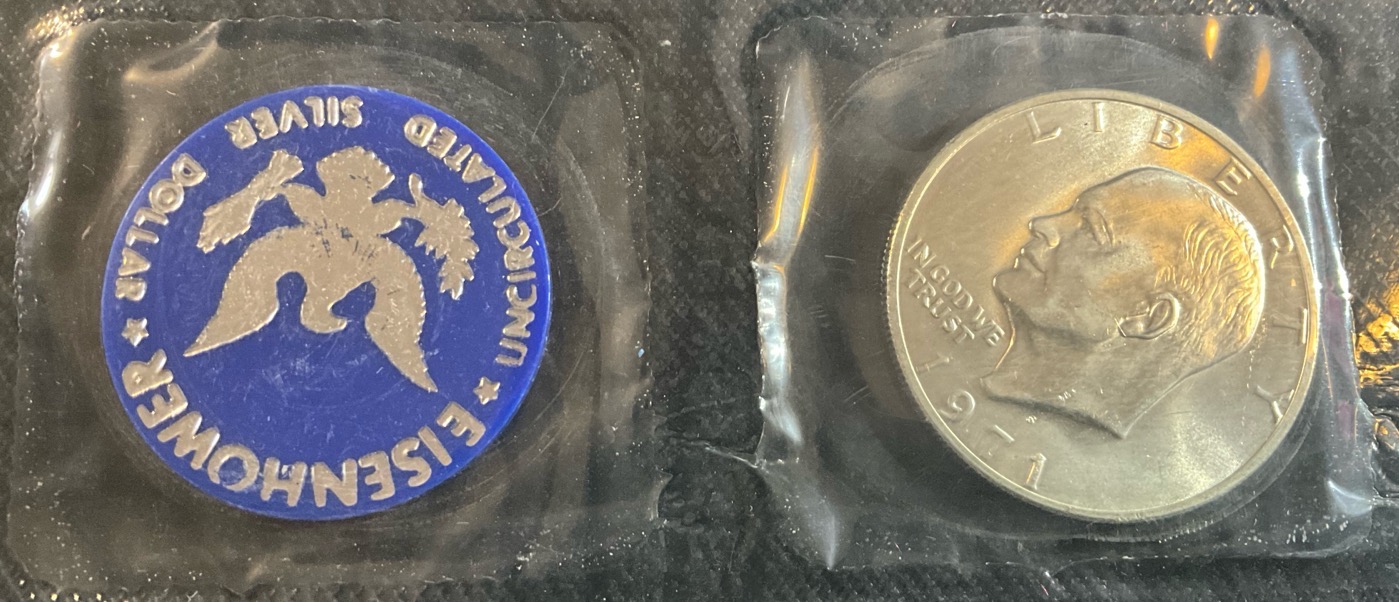 UNCIRCULATED
SILVER DOLLAR
EISENHOWER
LIBERTY
IN GOD WE
TRUST
1971